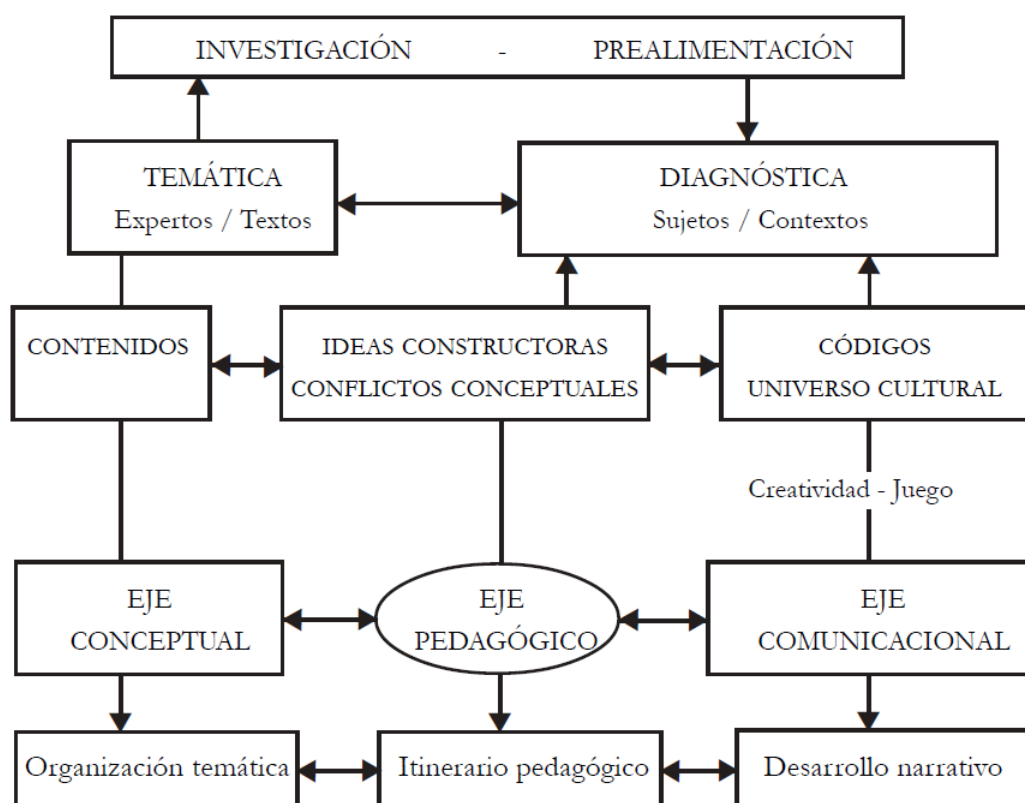 INVESTIGACIÓN - PREALIMENTACIÓN
TEMÁTICA
Expertos / Textos
DIAGNÓSTICA
Sujetos / Contextos
CONTENIDOS
IDEAS CONSTRUCTORAS
CONFLICTOS CONCEPTUALES
CÓDIGOS
UNIVERSO CULTURAL
Creatividad - Juego
EJE
CONCEPTUAL
EJE
PEDAGÓGICO
EJE
COMUNICACIONAL
Organización temática
Itinerario pedagógico
Desarrollo narrativo